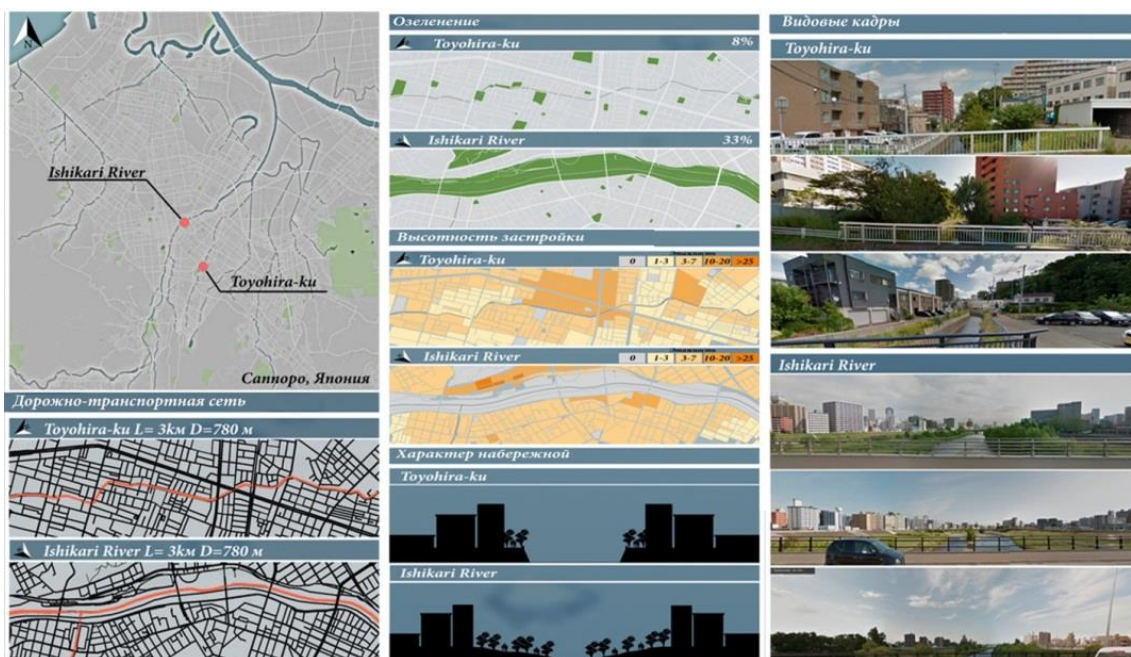 N
Ishikari River
Toyohira-ku
Саппоро, Япония
Дорожно-транспортная сеть
Toyohira-ku L= 3км D=780 м
Ishikari River L= 3км D=780 м
Озеленение
Toyohira-ku 8%
Ishikari River 33%
Высотность застройки
Toyohira-ku 0 1-3 3-7 10-20 >25
Ishikari River 0 1-3 3-7 10-20 >25
Характер набережной
Toyohira-ku
Ishikari River
Видовые кадры
Toyohira-ku
Ishikari River